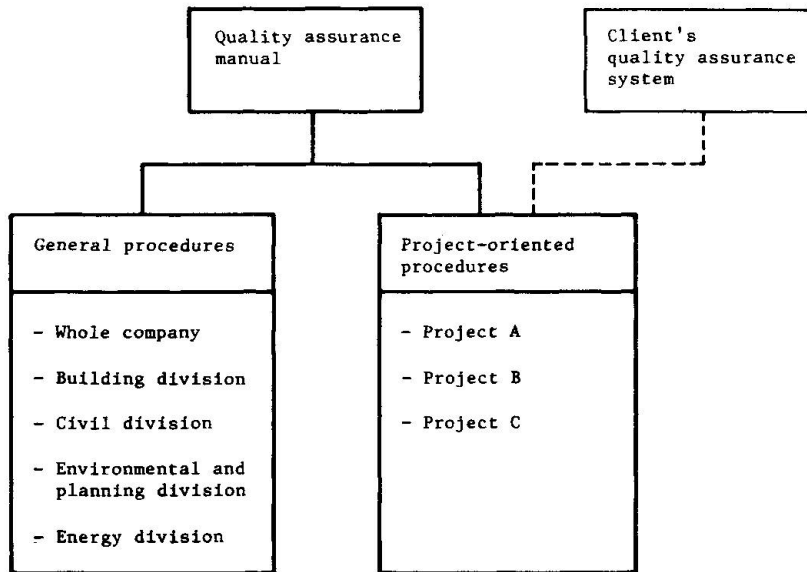 Quality assurance
manual
Client's
quality assurance
system
General procedures
- Whole company
- Building division
- Civil division
- Environmental and
planning division
- Energy division
Project-oriented
procedures
- Project A
- Project B
- Project C